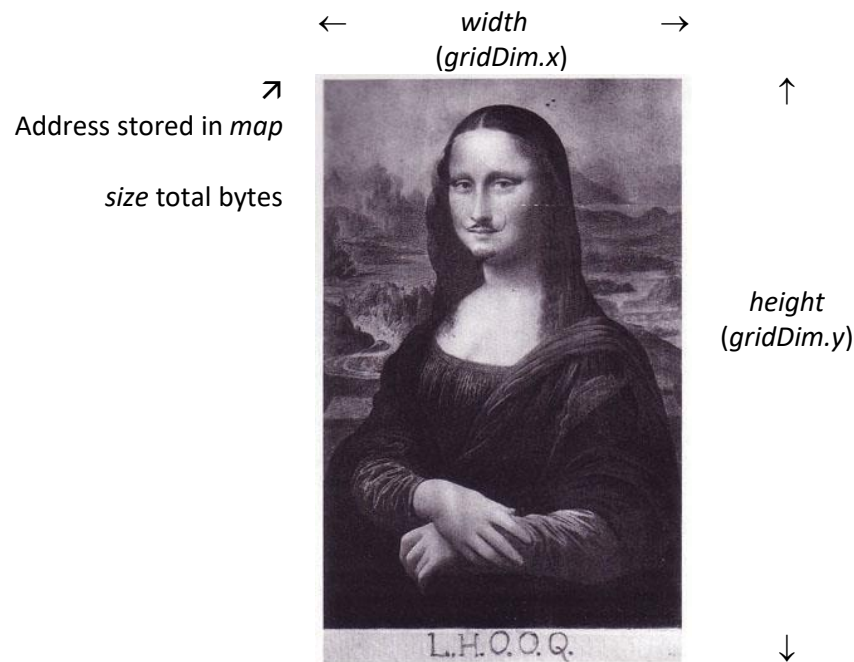 ← width →
(gridDim.x)
↗
Address stored in map
size total bytes
↑
height
(gridDim.y)
↓
L.H.O.O.Q.